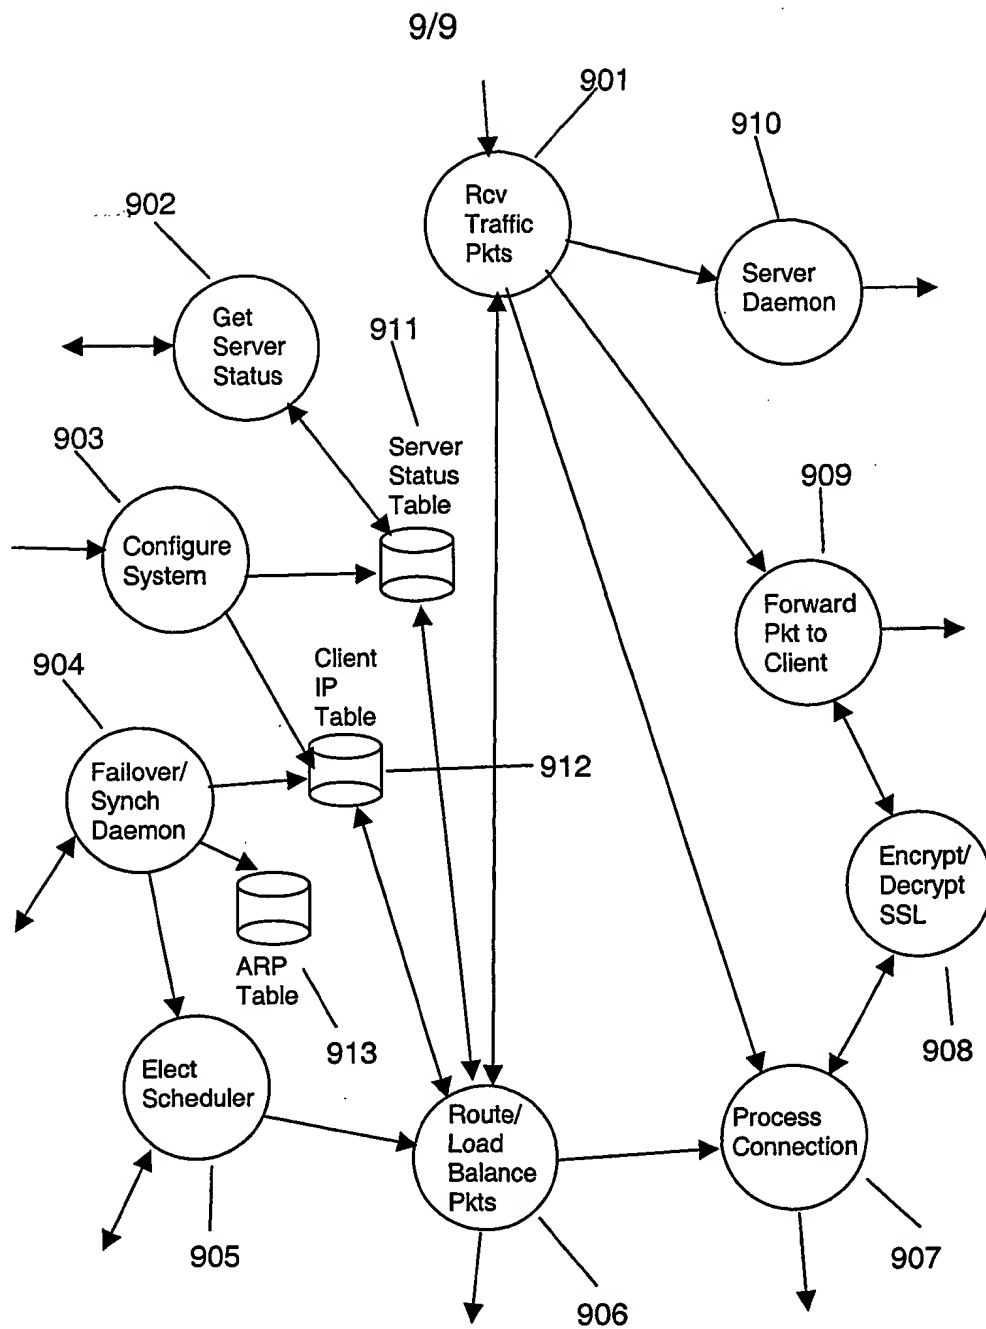 9/9
901
910
Rcv
Traffic
Pkts
902
Server
Daemon
Get
Server
Status
911
903
Server
Status
Table
909
Configure
System
Forward
Pkt to
Client
904
Client
IP
Table
912
Failover/
Synch
Daemon
Encrypt/
Decrypt
SSL
ARP
Table
913
908
Elect
Scheduler
Route/
Load
Balance
Pkts
Process
Connection
905
907
906